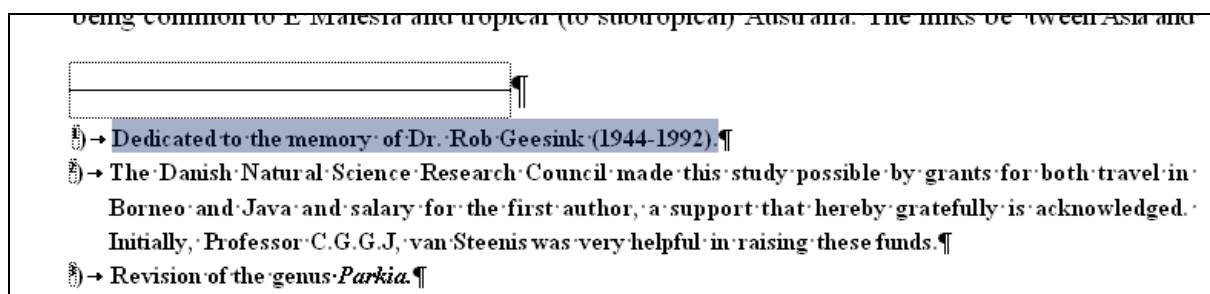 being common to E Malesia and tropical (to subtropical) Australia. The links be tween Asia and
¶
1) → Dedicated to the memory of Dr. Rob Geesink (1944-1992).¶
2) → The Danish Natural Science Research Council made this study possible by grants for both travel in
Borneo and Java and salary for the first author, a support that hereby gratefully is acknowledged.
Initially, Professor C.G.G.J, van Steenis was very helpful in raising these funds.¶
3) → Revision of the genus Parkia.¶